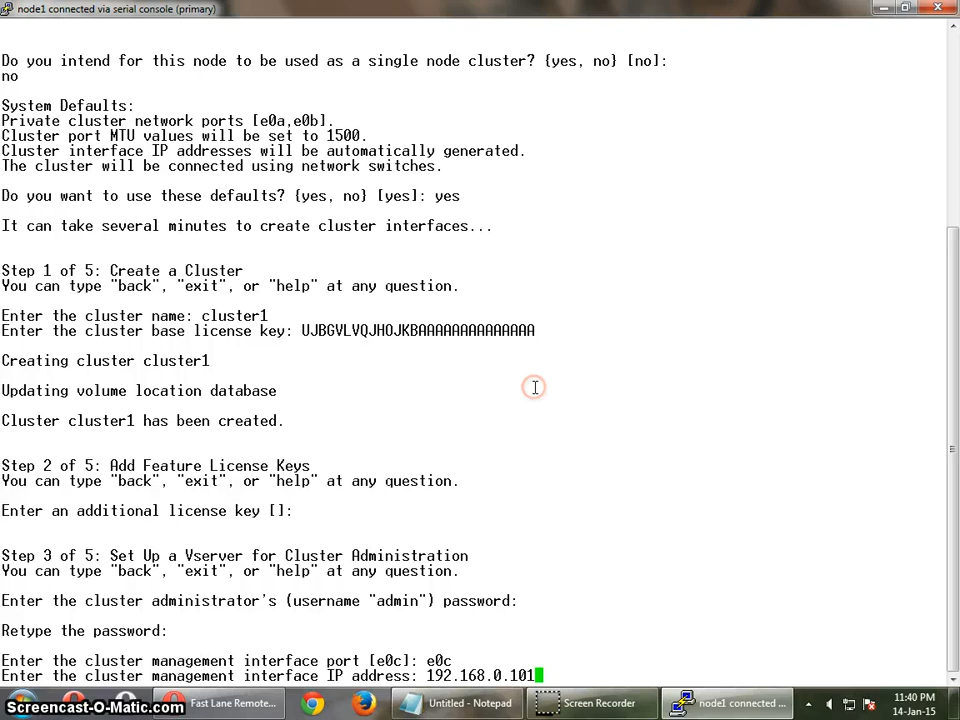 node1 connected via serial console (primary)
Do you intend for this node to be used as a single node cluster? {yes, no} [no]:
no
System Defaults:
Private cluster network ports [e0a,e0b].
Cluster port MTU values will be set to 1500.
Cluster interface IP addresses will be automatically generated.
The cluster will be connected using network switches.
Do you want to use these defaults? {yes, no} [yes]: yes
It can take several minutes to create cluster interfaces...
Step 1 of 5: Create a Cluster
You can type "back", "exit", or "help" at any question.
Enter the cluster name: cluster1
Enter the cluster base license key: UJBGVLVQJHOJKBAAAAAAAAAAAAAA
Creating cluster cluster1
Updating volume location database
Cluster cluster1 has been created.
Step 2 of 5: Add Feature License Keys
You can type "back", "exit", or "help" at any question.
Enter an additional license key []:
Step 3 of 5: Set Up a Vserver for Cluster Administration
You can type "back", "exit", or "help" at any question.
Enter the cluster administrator's (username "admin") password:
Retype the password:
Enter the cluster management interface port [e0c]: e0c
Enter the cluster management interface IP address: 192.168.0.101
Fast Lane Remote...
Untitled - Notepad
Screen Recorder
node1 connected ...
11:40 PM
14-Jan-15
Screencast-O-Matic.com